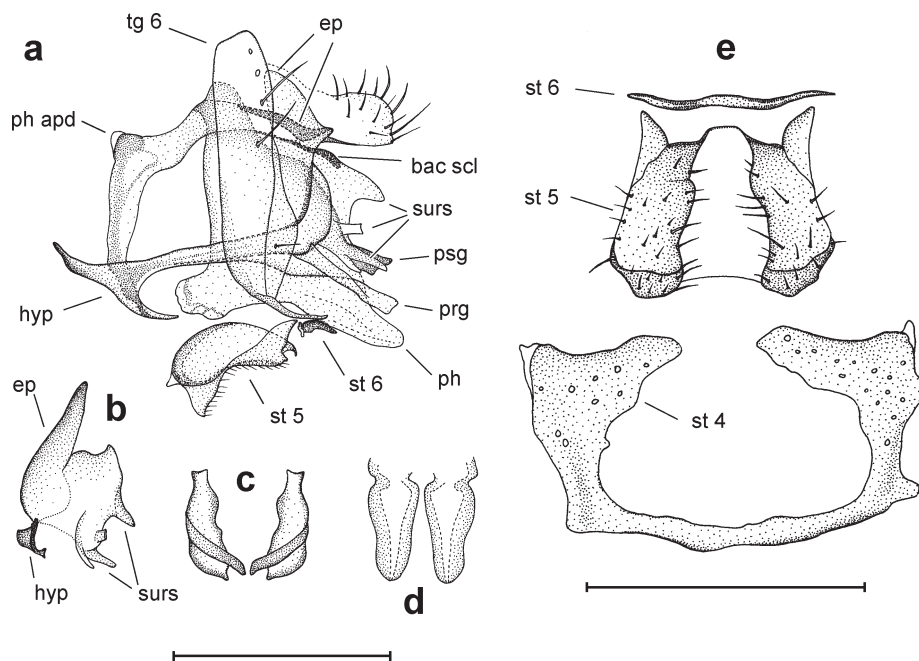 a
tg 6
ep
ph apd
bac scl
surs
psg
prg
hyp
ph
st 6
st 5
b
ep
hyp
surs
c
d
e
st 6
st 5
st 4